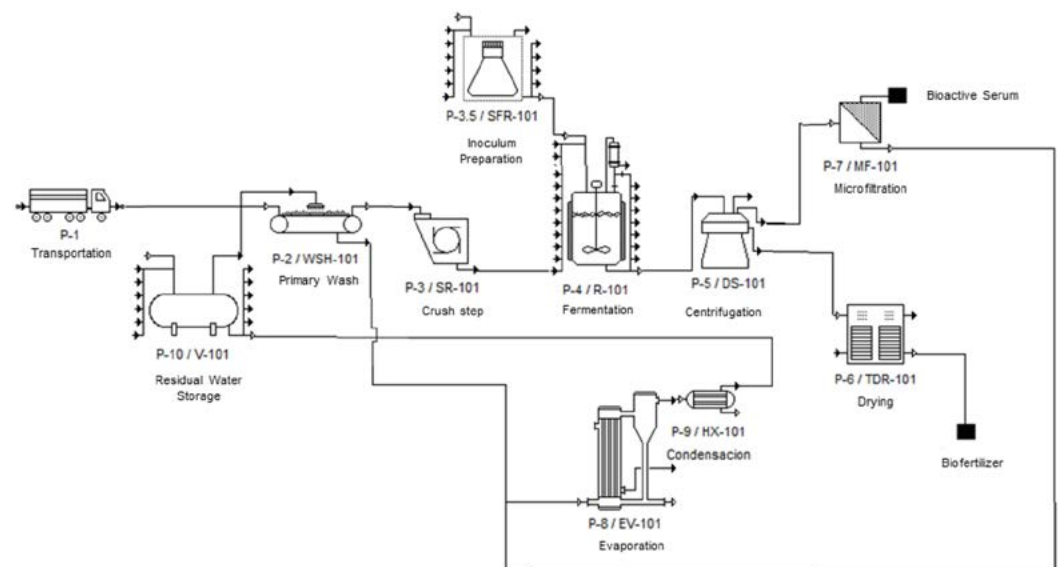 P-3.5 / SFR-101
Inoculum
Preparation
Bioactive Serum
P-7 / MF-101
Microfiltration
P-1
Transportation
P-2 / WSH-101
Primary Wash
P-3 / SR-101
Crush step
P-4 / R-101
Fermentation
P-5 / DS-101
Centrifugation
P-10 / V-101
Residual Water
Storage
P-6 / TDR-101
Drying
P-9 / HX-101
Condensacion
Biofertilizer
P-8 / EV-101
Evaporation